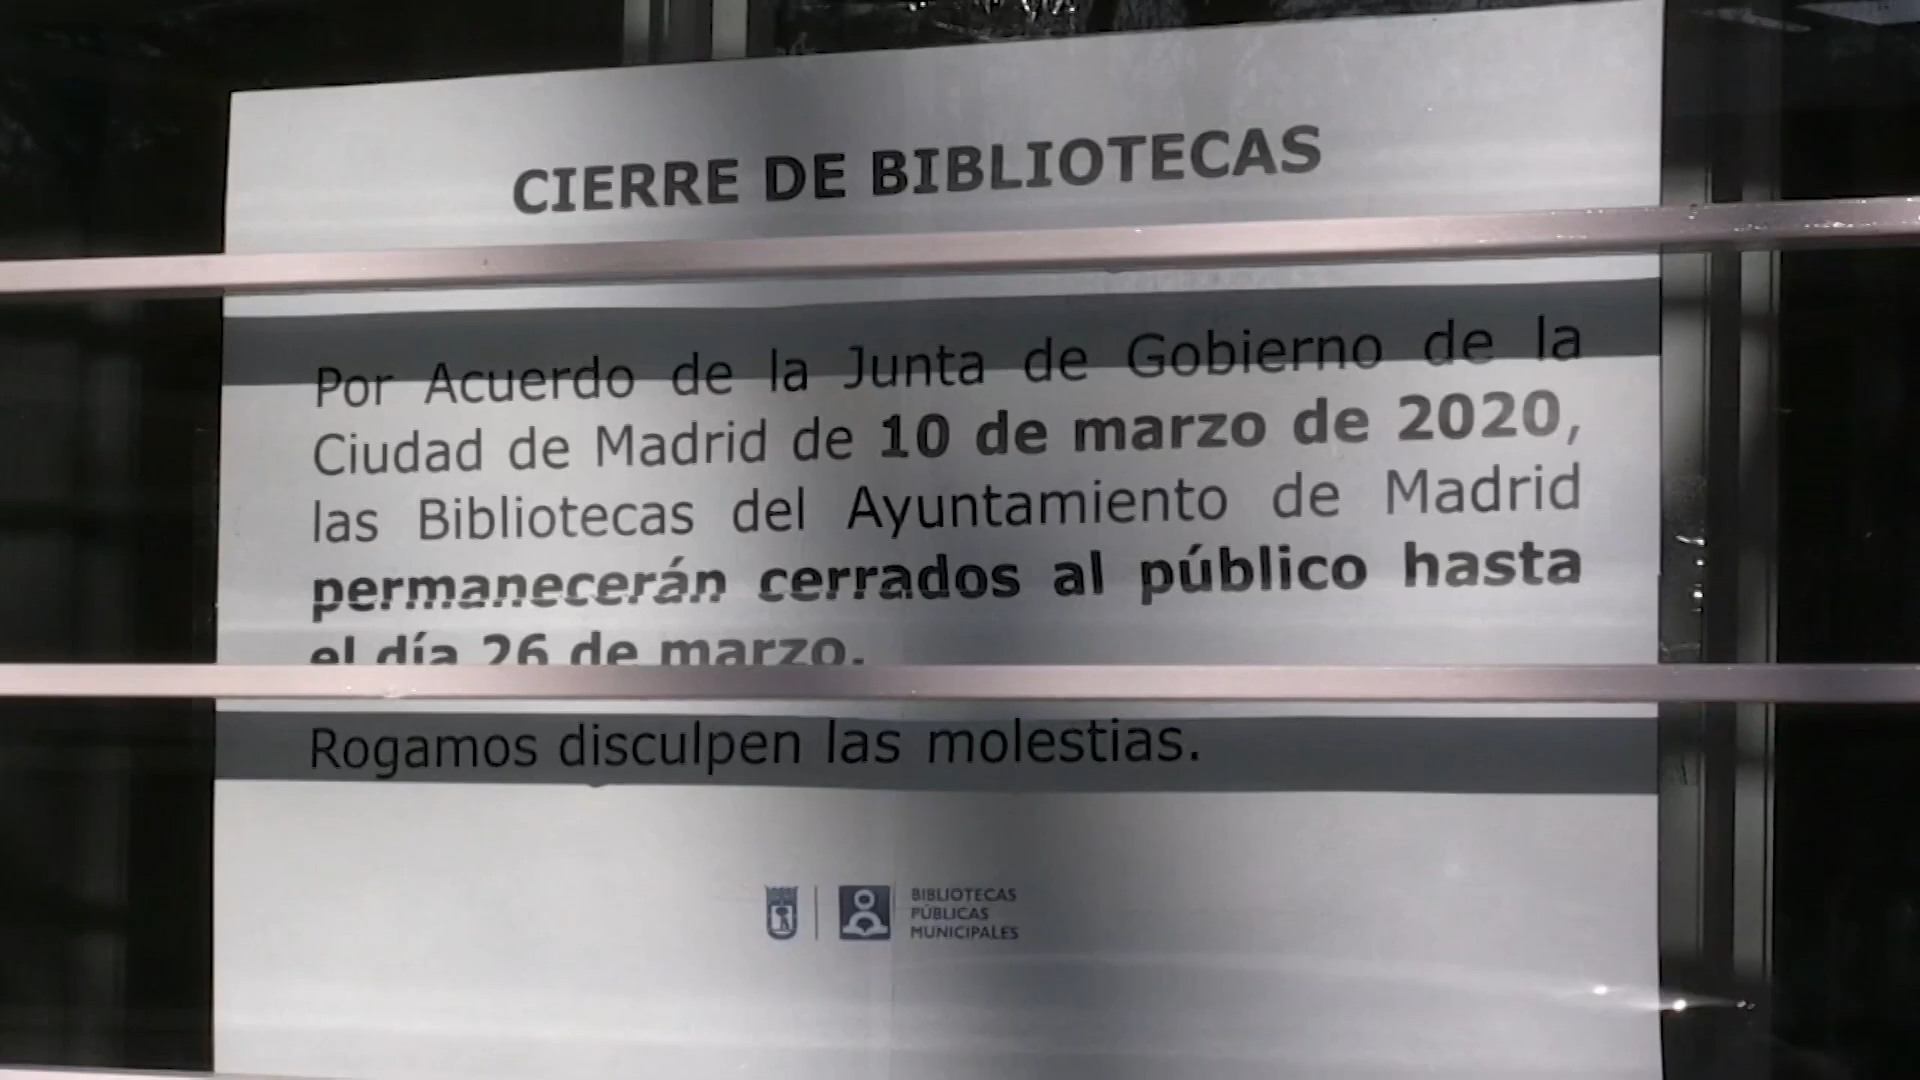 CIERRE DE BIBLIOTECAS
Por Acuerdo de la Junta de Gobierno de la
Ciudad de Madrid de 10 de marzo de 2020,
las Bibliotecas del Ayuntamiento de Madrid
permanecerán cerrados al público hasta
el día 26 de marzo.
Rogamos disculpen las molestias.
BIBLIOTECAS
PÚBLICAS
MUNICIPALES